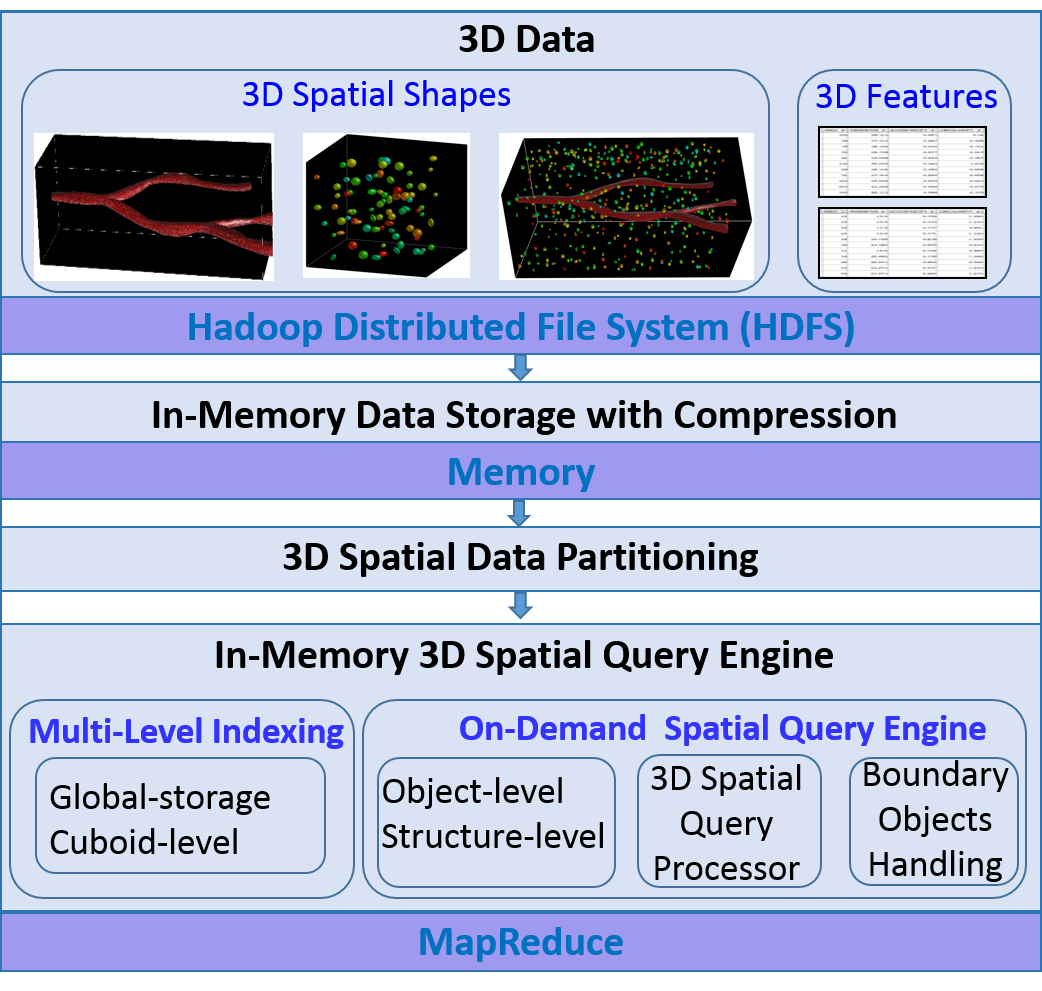 3D Data
3D Spatial Shapes
3D Features
Hadoop Distributed File System (HDFS)
In-Memory Data Storage with Compression
Memory
3D Spatial Data Partitioning
In-Memory 3D Spatial Query Engine
Multi-Level Indexing
Global-storage
Cuboid-level
On-Demand Spatial Query Engine
Object-level
Structure-level
3D Spatial
Query
Processor
Boundary
Objects
Handling
MapReduce